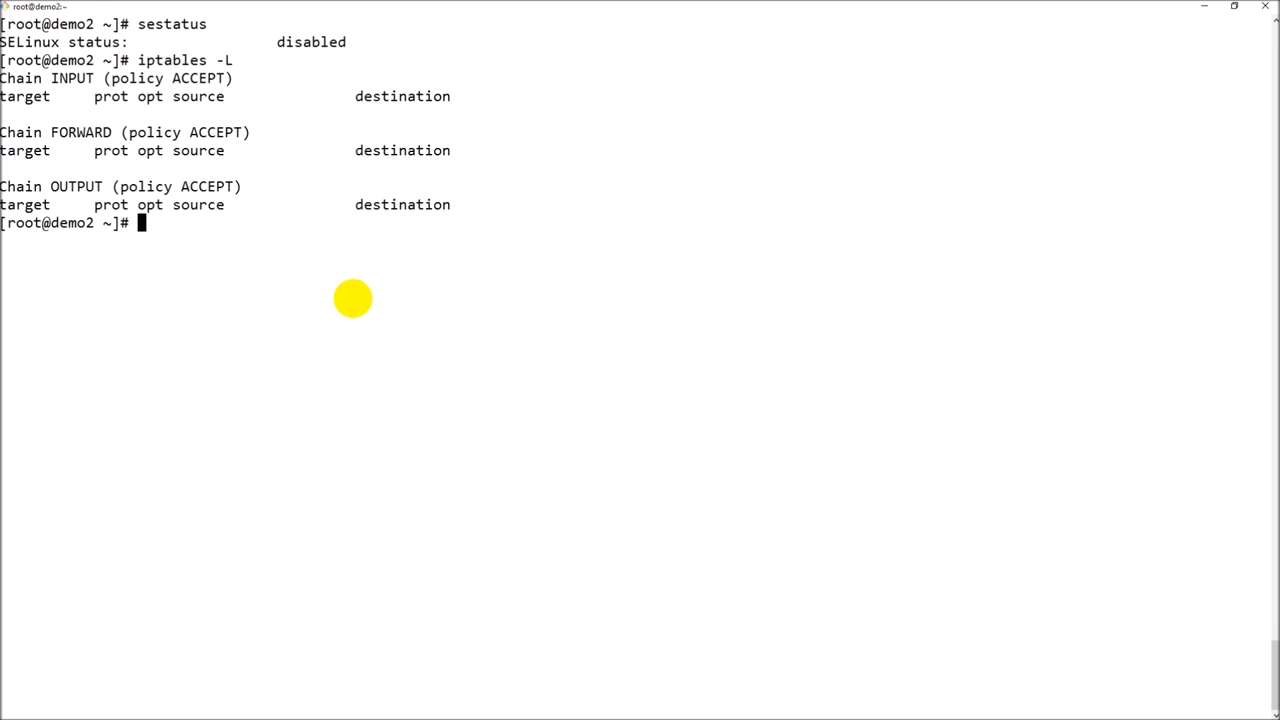 root@demo2:~
[root@demo2 ~]# sestatus
SELinux status:                 disabled
[root@demo2 ~]# iptables -L
Chain INPUT (policy ACCEPT)
target     prot opt source               destination
Chain FORWARD (policy ACCEPT)
target     prot opt source               destination
Chain OUTPUT (policy ACCEPT)
target     prot opt source               destination
[root@demo2 ~]#